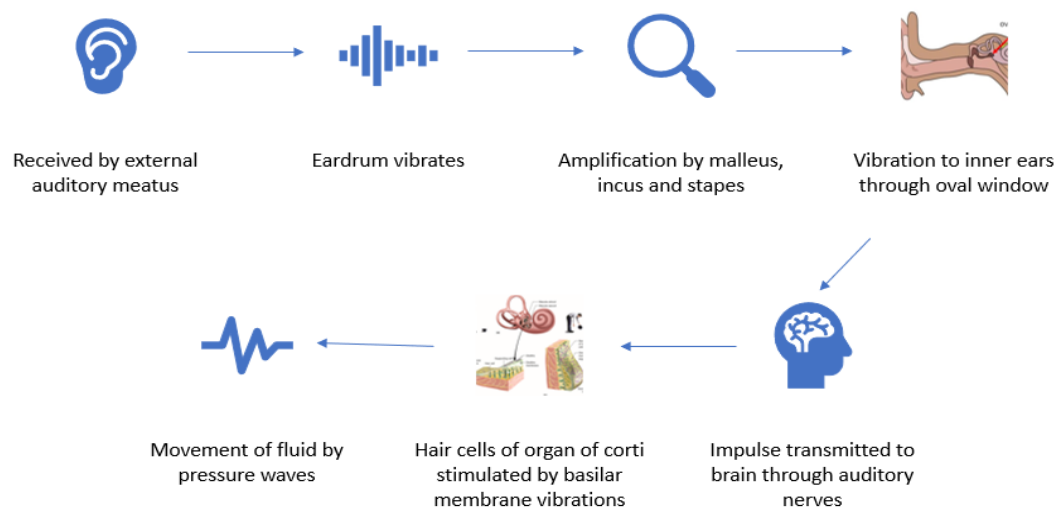 Received by external
auditory meatus
Eardrum vibrates
Amplification by malleus,
incus and stapes
Vibration to inner ears
through oval window
Impulse transmitted to
brain through auditory
nerves
Hair cells of organ of corti
stimulated by basilar
membrane vibrations
Movement of fluid by
pressure waves